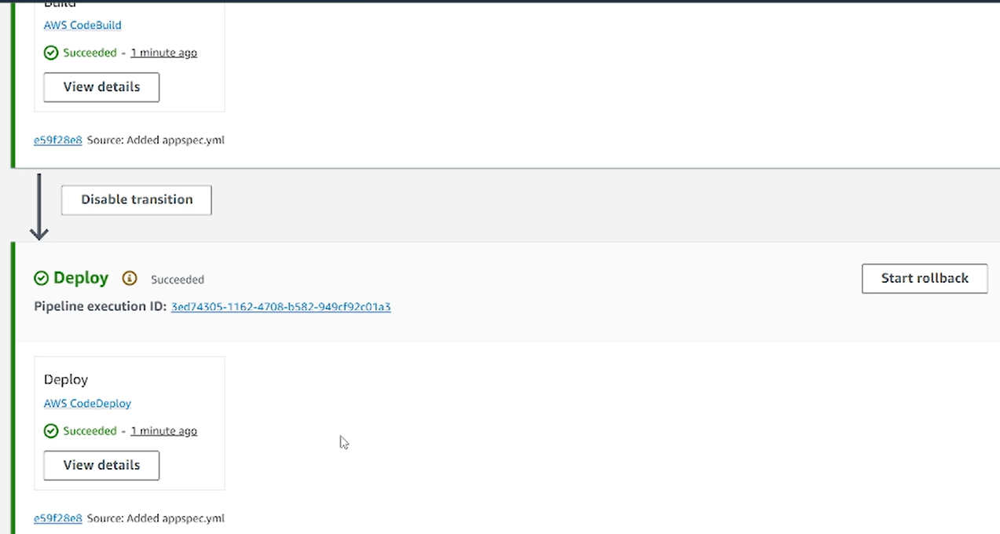 Build
AWS CodeBuild
Succeeded - 1 minute ago
View details
e59f28e8 Source: Added appspec.yml
Disable transition
Deploy Succeeded
Start rollback
Pipeline execution ID: 3ed74305-1162-4708-b582-949cf92c01a3
Deploy
AWS CodeDeploy
Succeeded - 1 minute ago
View details
e59f28e8 Source: Added appspec.yml